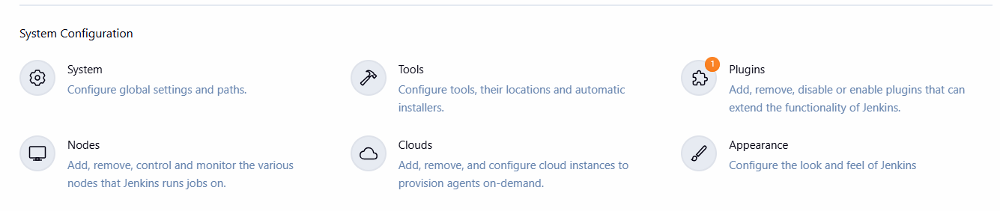 System Configuration
System
Configure global settings and paths.
Tools
Configure tools, their locations and automatic
installers.
1
Plugins
Add, remove, disable or enable plugins that can
extend the functionality of Jenkins.
Nodes
Add, remove, control and monitor the various
nodes that Jenkins runs jobs on.
Clouds
Add, remove, and configure cloud instances to
provision agents on-demand.
Appearance
Configure the look and feel of Jenkins